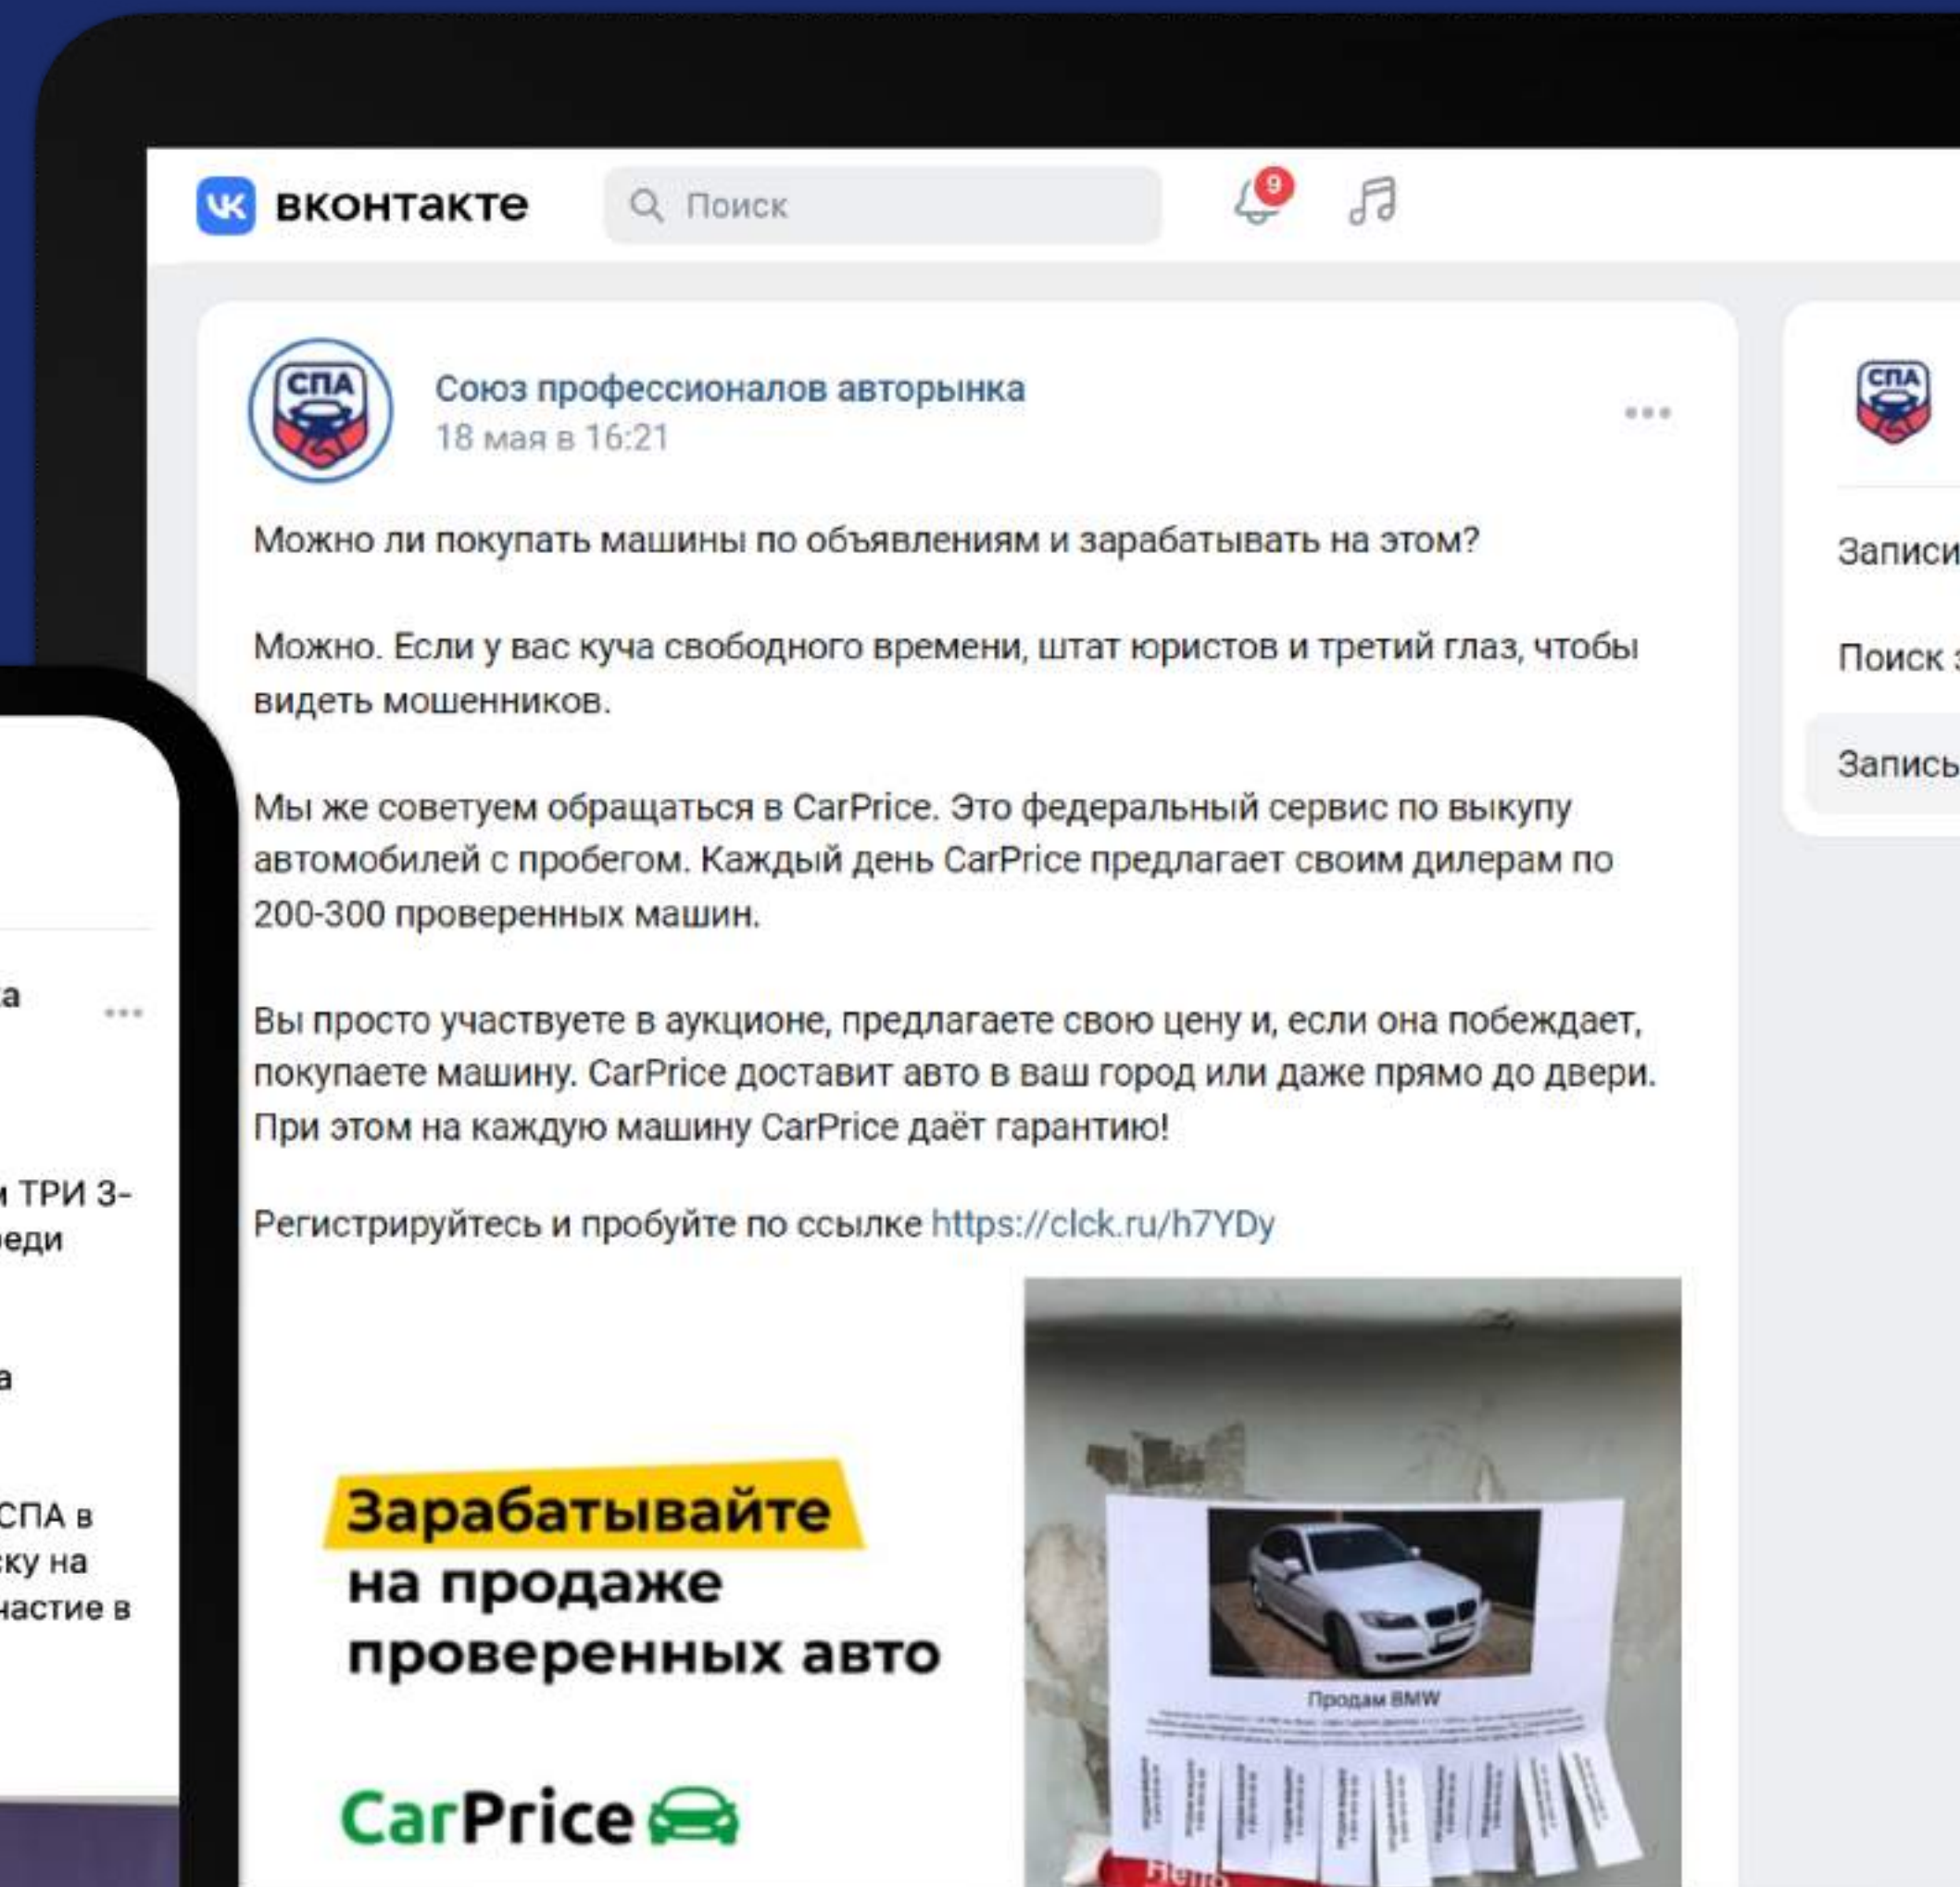 вконтакте
Поиск
9
СПА
Союз профессионалов авторынка
18 мая в 16:21
Можно ли покупать машины по объявлениям и зарабатывать на этом?
Можно. Если у вас куча свободного времени, штат юристов и третий глаз, чтобы
видеть мошенников.
Мы же советуем обращаться в CarPrice. Это федеральный сервис по выкупу
автомобилей с пробегом. Каждый день CarPrice предлагает своим дилерам по
200-300 проверенных машин.
Вы просто участвуете в аукционе, предлагаете свою цену и, если она побеждает,
покупаете машину. CarPrice доставит авто в ваш город или даже прямо до двери.
При этом на каждую машину CarPrice даёт гарантию!
Регистрируйтесь и пробуйте по ссылке https://clck.ru/h7YDy
Зарабатывайте
на продаже
проверенных авто
CarPrice
Продам BMW
Hello
СПА
Записи
Поиск
Запись
ТРИ 3-
СПА в
на
в